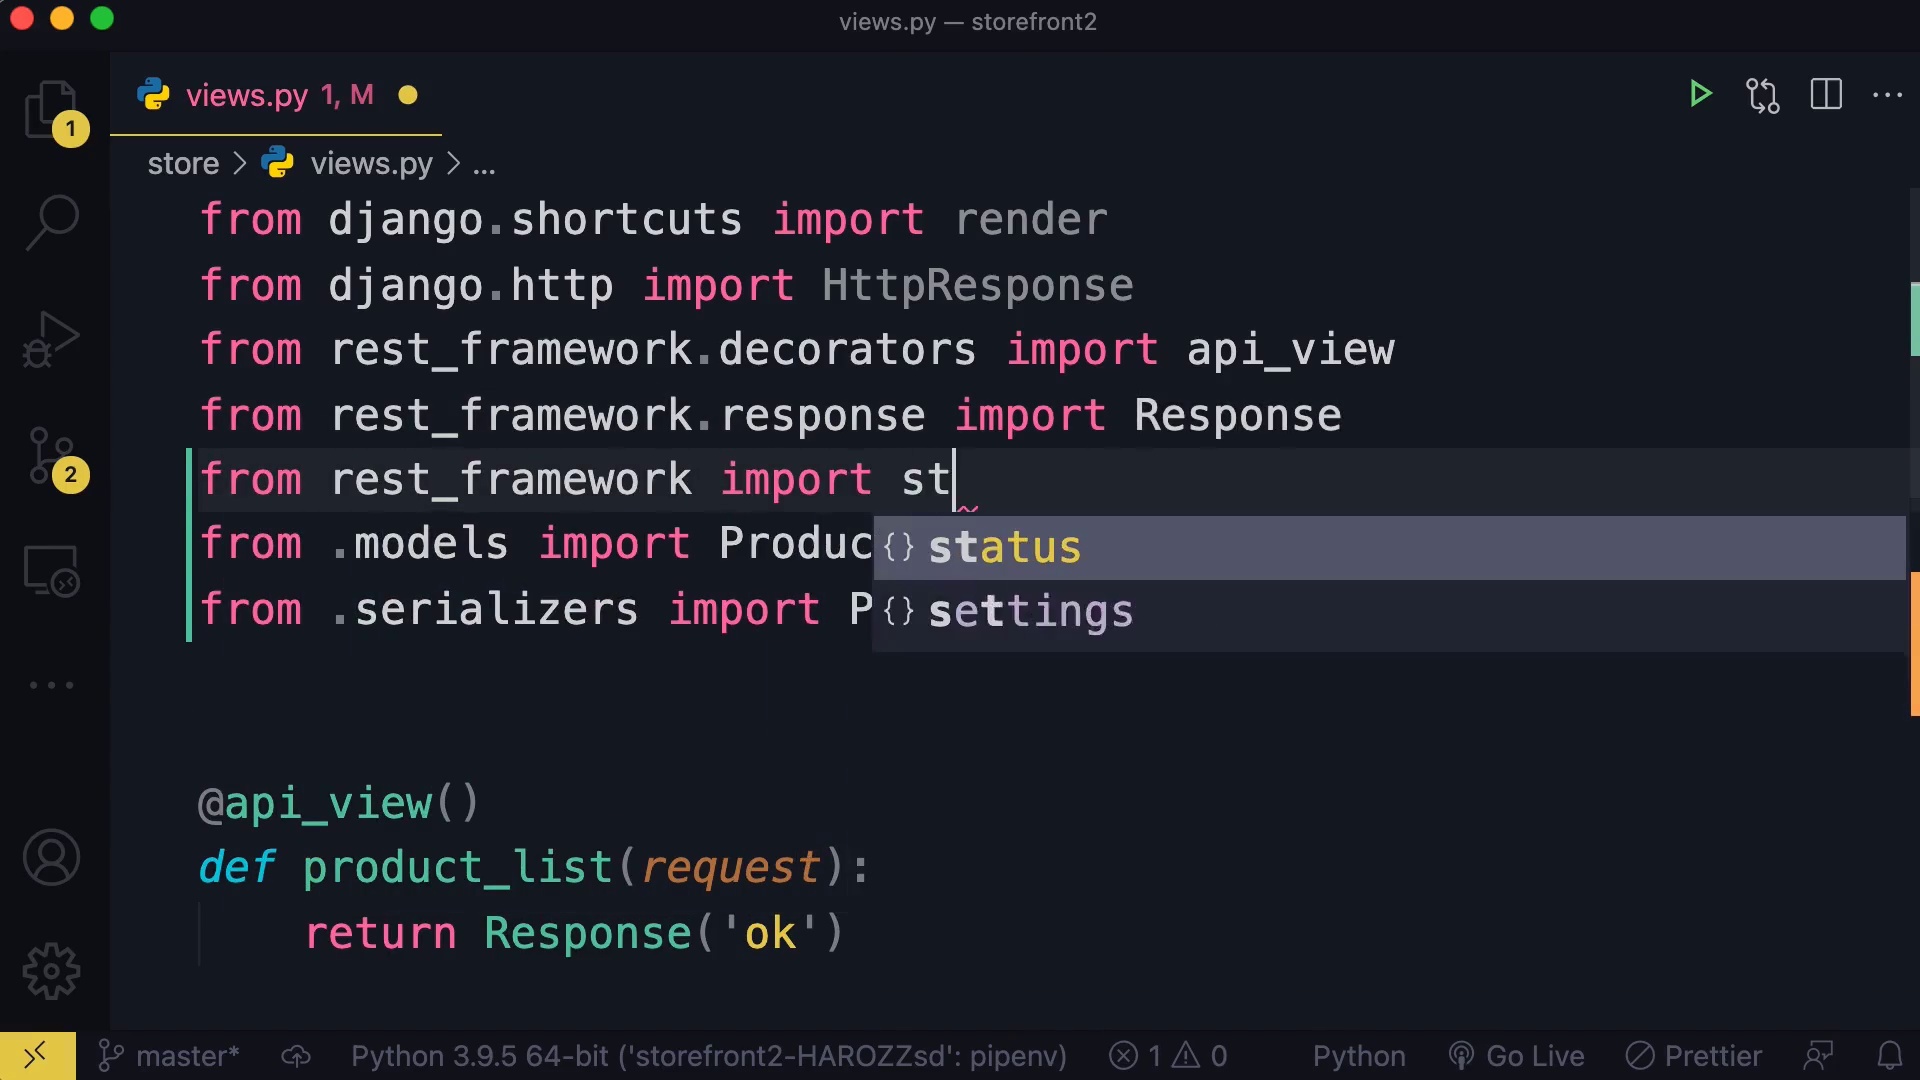 views.py — storefront2
views.py 1, M
1
store > views.py > ...
from django.shortcuts import render
from django.http import HttpResponse
from rest_framework.decorators import api_view
from rest_framework.response import Response
from rest_framework import st
from .models import Produc
{} status
from .serializers import P
{} settings
2
@api_view()
def product_list(request):
return Response('ok')
master* Python 3.9.5 64-bit ('storefront2-HAROZZsd': pipenv) 1 0 Python Go Live Prettier